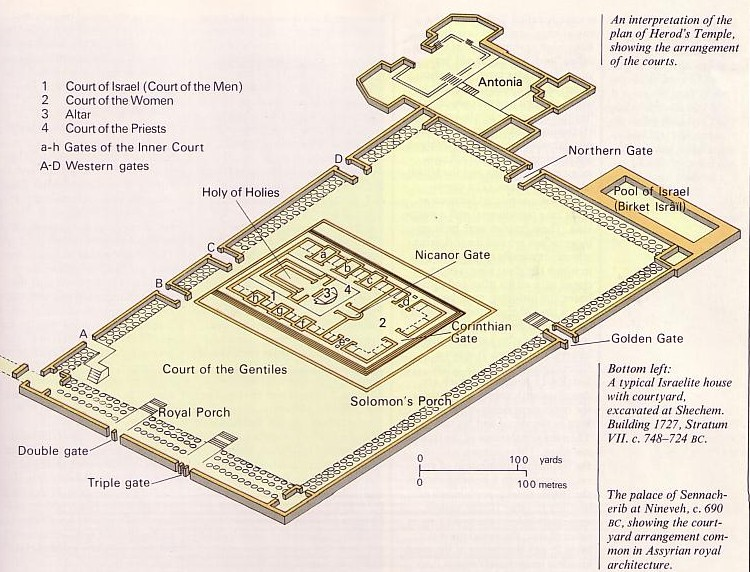 An interpretation of the
plan of Herod's Temple,
showing the arrangement
of the courts.
Antonia
1 Court of Israel (Court of the Men)
2 Court of the Women
3 Altar
4 Court of the Priests
a-h Gates of the Inner Court
A-D Western gates
D
Northern Gate
Holy of Holies
Pool of Israel
(Birket Isrâïl)
C
Nicanor Gate
B
a
b
c
d
4
3
1
2
h
g
f
e
Corinthian
Gate
A
Golden Gate
Court of the Gentiles
Solomon's Porch
Royal Porch
Double gate
Triple gate
0 100 yards
0 100 metres
Bottom left:
A typical Israelite house
with courtyard,
excavated at Shechem.
Building 1727, Stratum
VII. c. 748–724 BC.
The palace of Sennach-
erib at Nineveh, c. 690
BC, showing the court-
yard arrangement com-
mon in Assyrian royal
architecture.